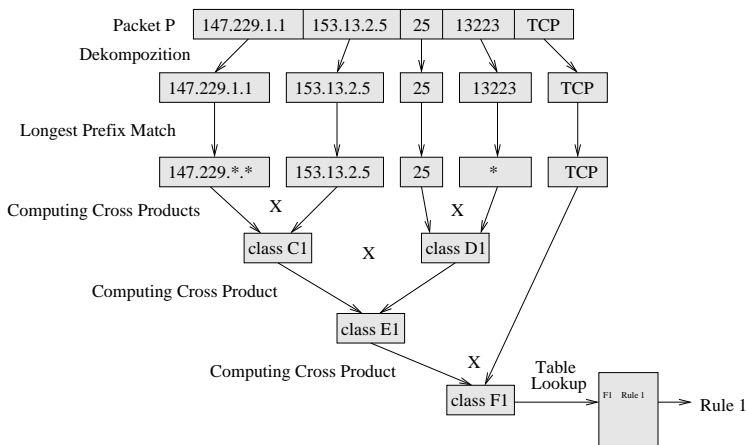 Packet P 147.229.1.1 153.13.2.5 25 13223 TCP
Dekompozition
147.229.1.1 153.13.2.5 25 13223 TCP
Longest Prefix Match
147.229.*.* 153.13.2.5 25 * TCP
Computing Cross Products X X
class C1 class D1
X
Computing Cross Product
class E1
Computing Cross Product X
Table
Lookup
class F1
F1 Rule 1
Rule 1